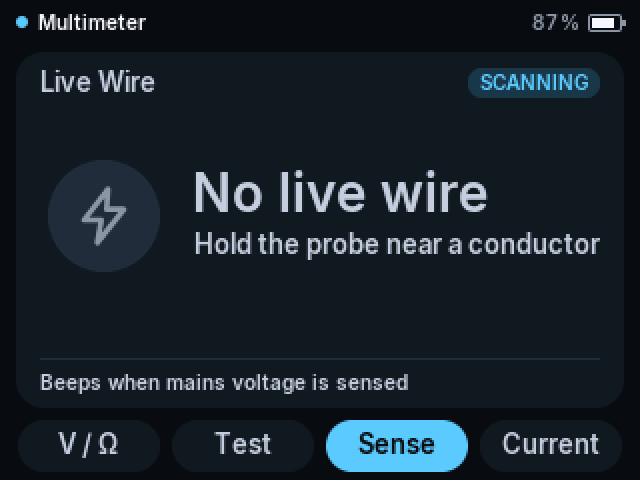 Multimeter
87%
Live Wire
SCANNING
No live wire
Hold the probe near a conductor
Beeps when mains voltage is sensed
V / Ω
Test
Sense
Current